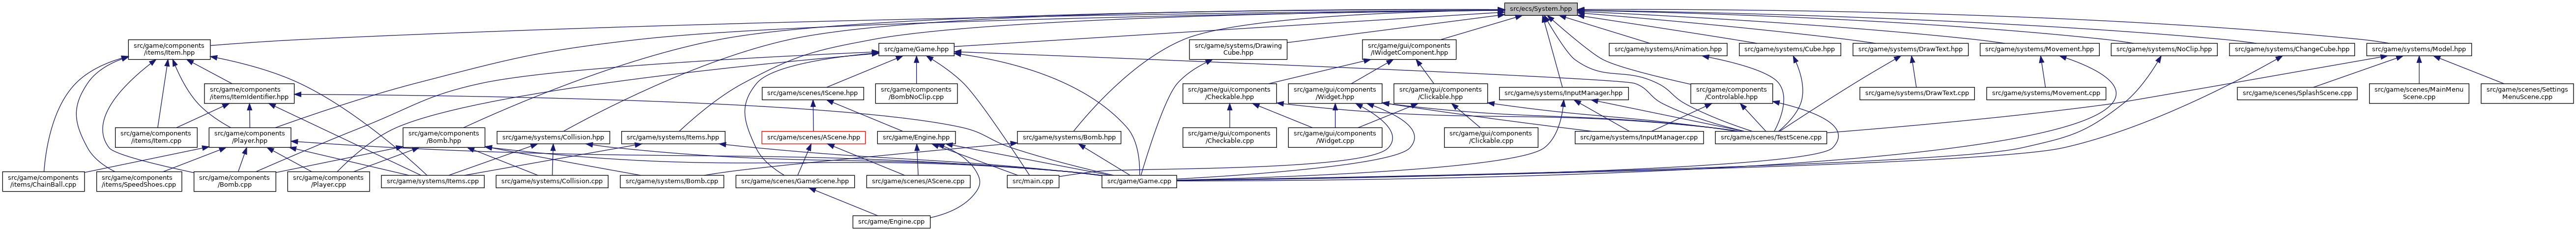 src/ecs/System.hpp
src/game/components
/items/Item.hpp
src/game/Game.hpp
src/game/systems/Drawing
Cube.hpp
src/game/gui/components
/IWidgetComponent.hpp
src/game/systems/Animation.hpp
src/game/systems/Cube.hpp
src/game/systems/DrawText.hpp
src/game/systems/Movement.hpp
src/game/systems/NoClip.hpp
src/game/systems/ChangeCube.hpp
src/game/systems/Model.hpp
src/game/components
/items/ItemIdentifier.hpp
src/game/scenes/IScene.hpp
src/game/components
/BombNoClip.cpp
src/game/gui/components
/Checkable.hpp
src/game/gui/components
/Widget.hpp
src/game/gui/components
/Clickable.hpp
src/game/systems/InputManager.hpp
src/game/components
/Controlable.hpp
src/game/systems/DrawText.cpp
src/game/systems/Movement.cpp
src/game/scenes/SplashScene.cpp
src/game/scenes/MainMenu
Scene.cpp
src/game/scenes/Settings
MenuScene.cpp
src/game/components
/items/Item.cpp
src/game/components
/Player.hpp
src/game/components
/Bomb.hpp
src/game/systems/Collision.hpp
src/game/systems/Items.hpp
src/game/scenes/AScene.hpp
src/game/Engine.hpp
src/game/systems/Bomb.hpp
src/game/gui/components
/Checkable.cpp
src/game/gui/components
/Widget.cpp
src/game/gui/components
/Clickable.cpp
src/game/systems/InputManager.cpp
src/game/scenes/TestScene.cpp
src/game/components
/items/ChainBall.cpp
src/game/components
/items/SpeedShoes.cpp
src/game/components
/Bomb.cpp
src/game/components
/Player.cpp
src/game/systems/Items.cpp
src/game/systems/Collision.cpp
src/game/systems/Bomb.cpp
src/game/scenes/GameScene.hpp
src/game/scenes/AScene.cpp
src/main.cpp
src/game/Game.cpp
src/game/Engine.cpp